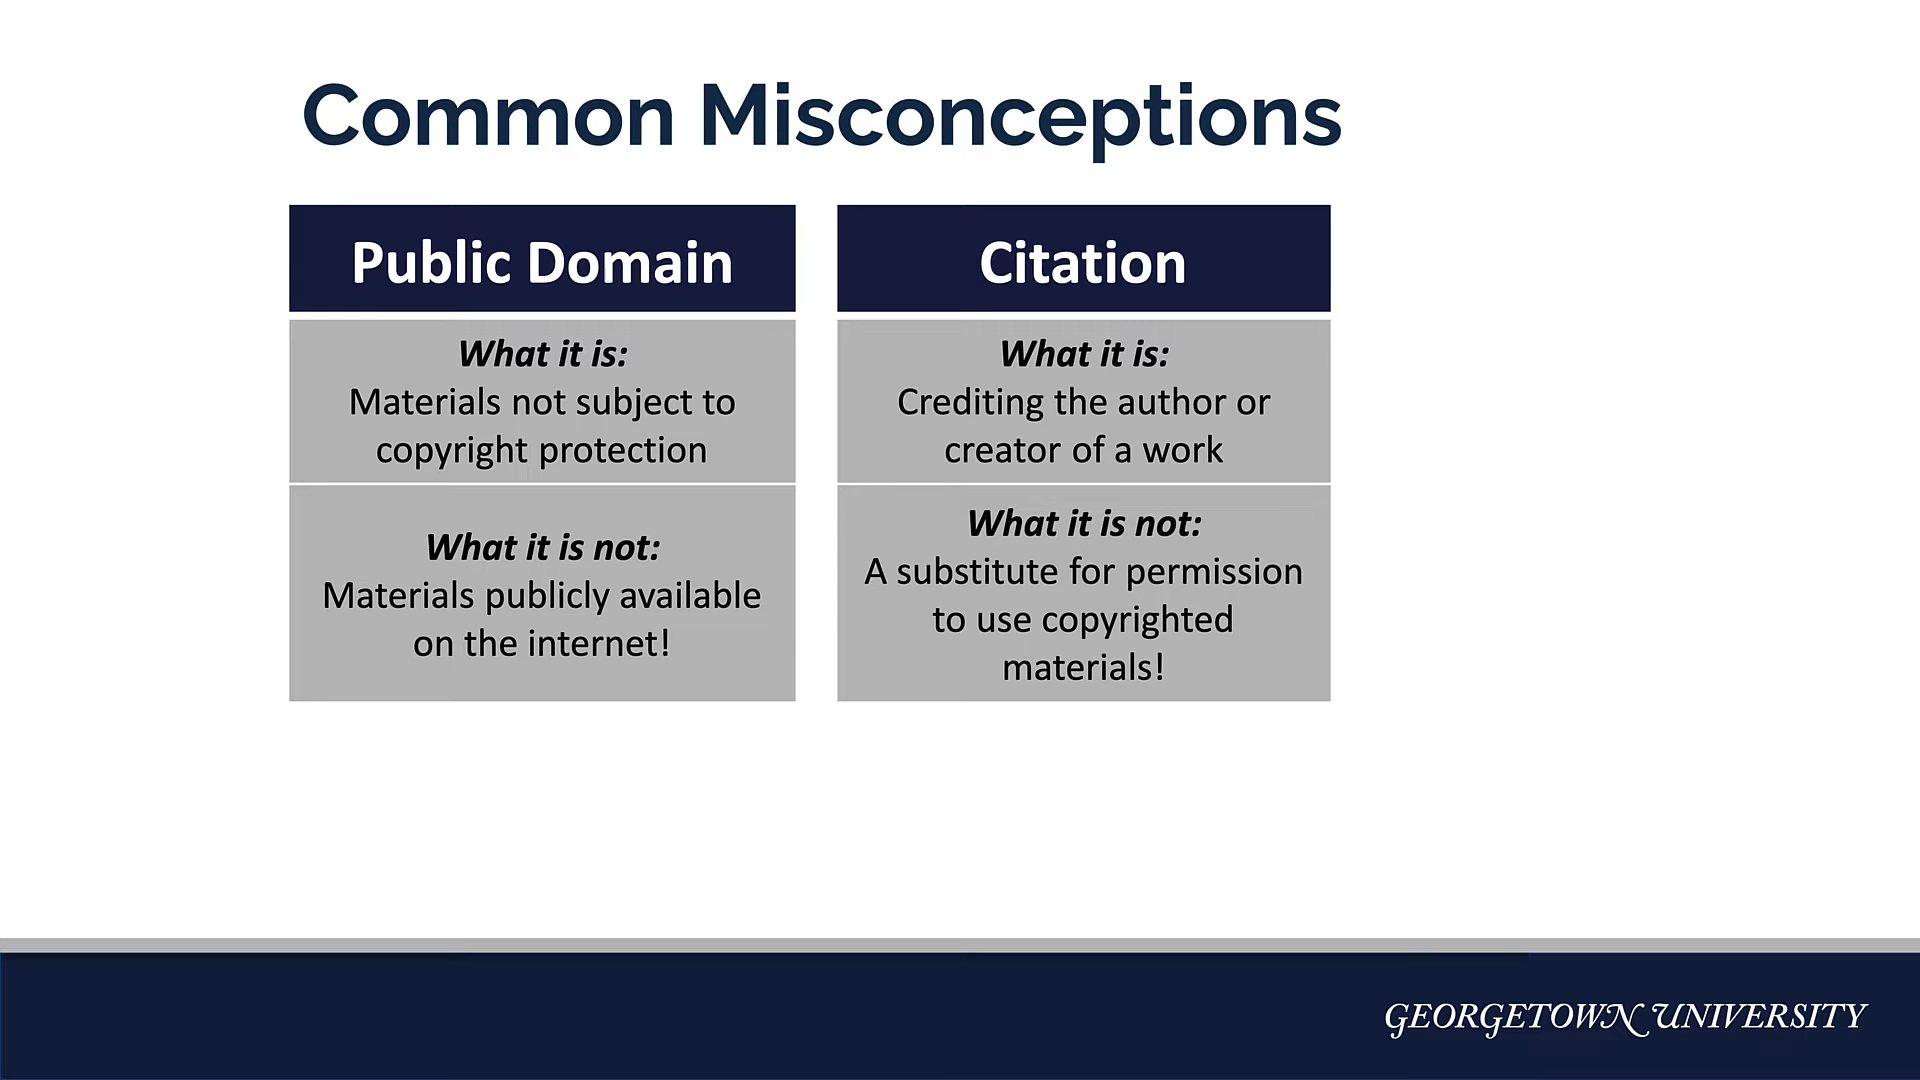 Common Misconceptions
Public Domain
What it is:
Materials not subject to
copyright protection
What it is not:
Materials publicly available
on the internet!
Citation
What it is:
Crediting the author or
creator of a work
What it is not:
A substitute for permission
to use copyrighted
materials!
GEORGETOWN UNIVERSITY